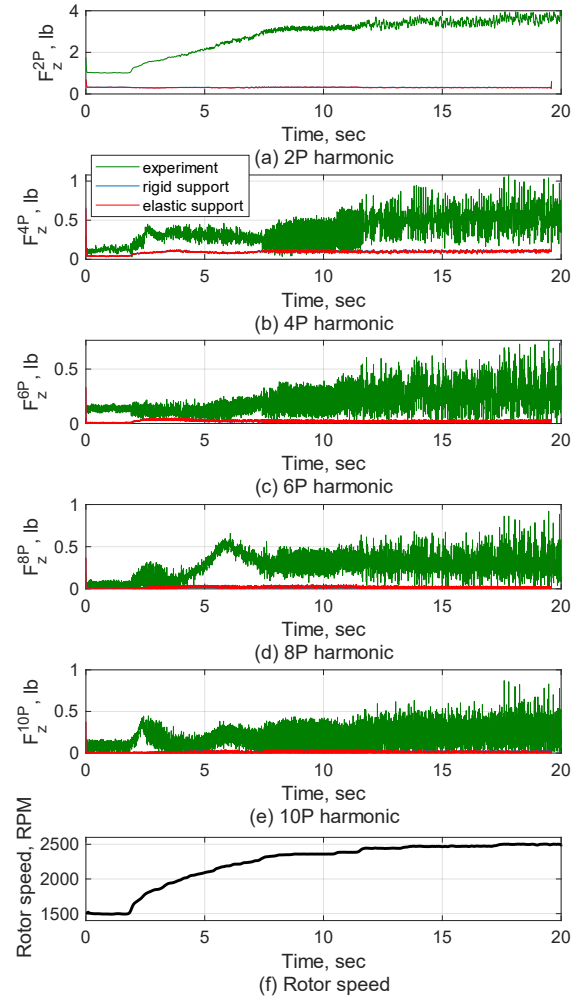 4
2
0
F_z^{2P}, lb
0 5 10 15 20
Time, sec
(a) 2P harmonic
experiment
rigid support
elastic support
1
0.5
0
F_z^{4P}, lb
0 5 10 15 20
Time, sec
(b) 4P harmonic
0.5
0
F_z^{6P}, lb
0 5 10 15 20
Time, sec
(c) 6P harmonic
1
0.5
0
F_z^{8P}, lb
0 5 10 15 20
Time, sec
(d) 8P harmonic
1
0.5
0
F_z^{10P}, lb
0 5 10 15 20
Time, sec
(e) 10P harmonic
2500
2000
1500
Rotor speed, RPM
0 5 10 15 20
Time, sec
(f) Rotor speed